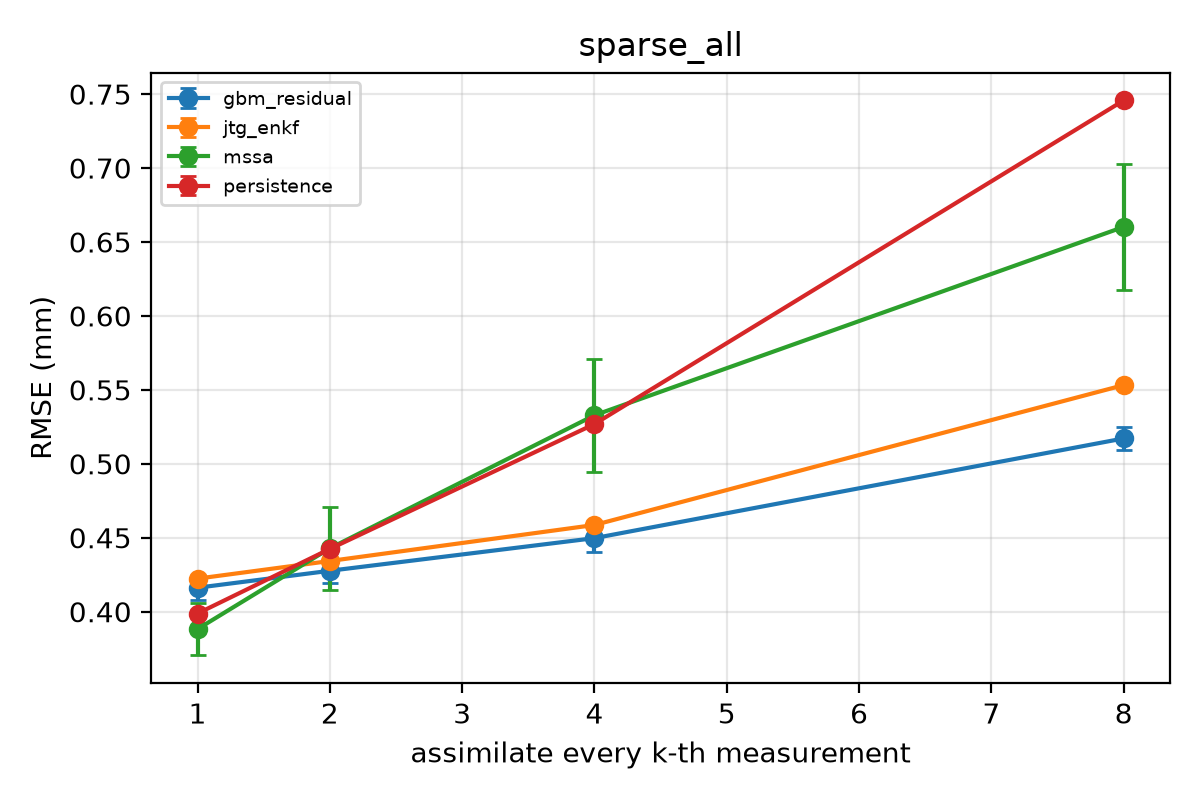 sparse_all
gbm_residual
jtg_enkf
mssa
persistence
RMSE (mm)
0.75
0.70
0.65
0.60
0.55
0.50
0.45
0.40
1 2 3 4 5 6 7 8
assimilate every k-th measurement